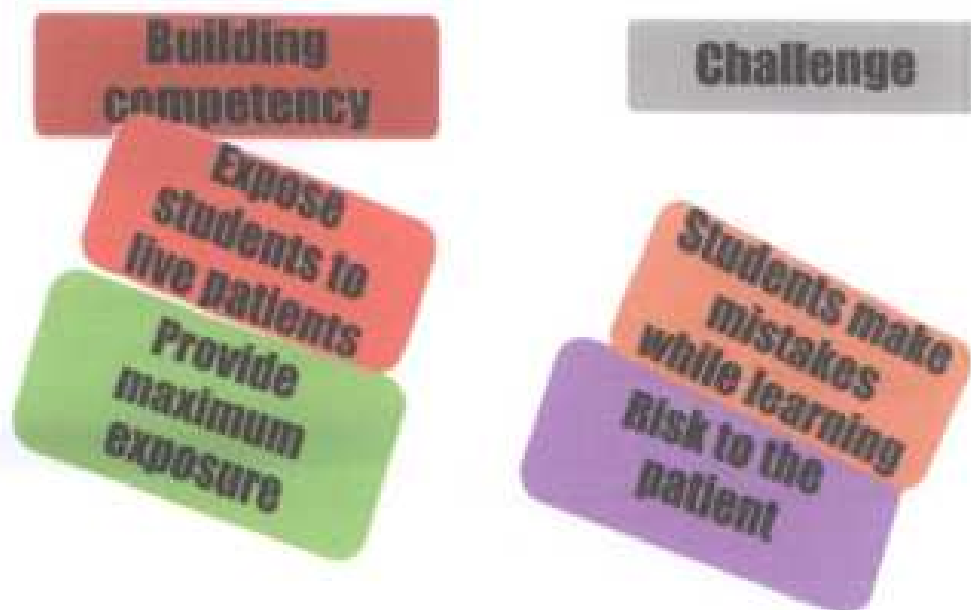 Building
competency
Expose
students to
live patients
Provide
maximum
exposure
Challenge
Students make
mistakes
while learning
Risk to the
patient